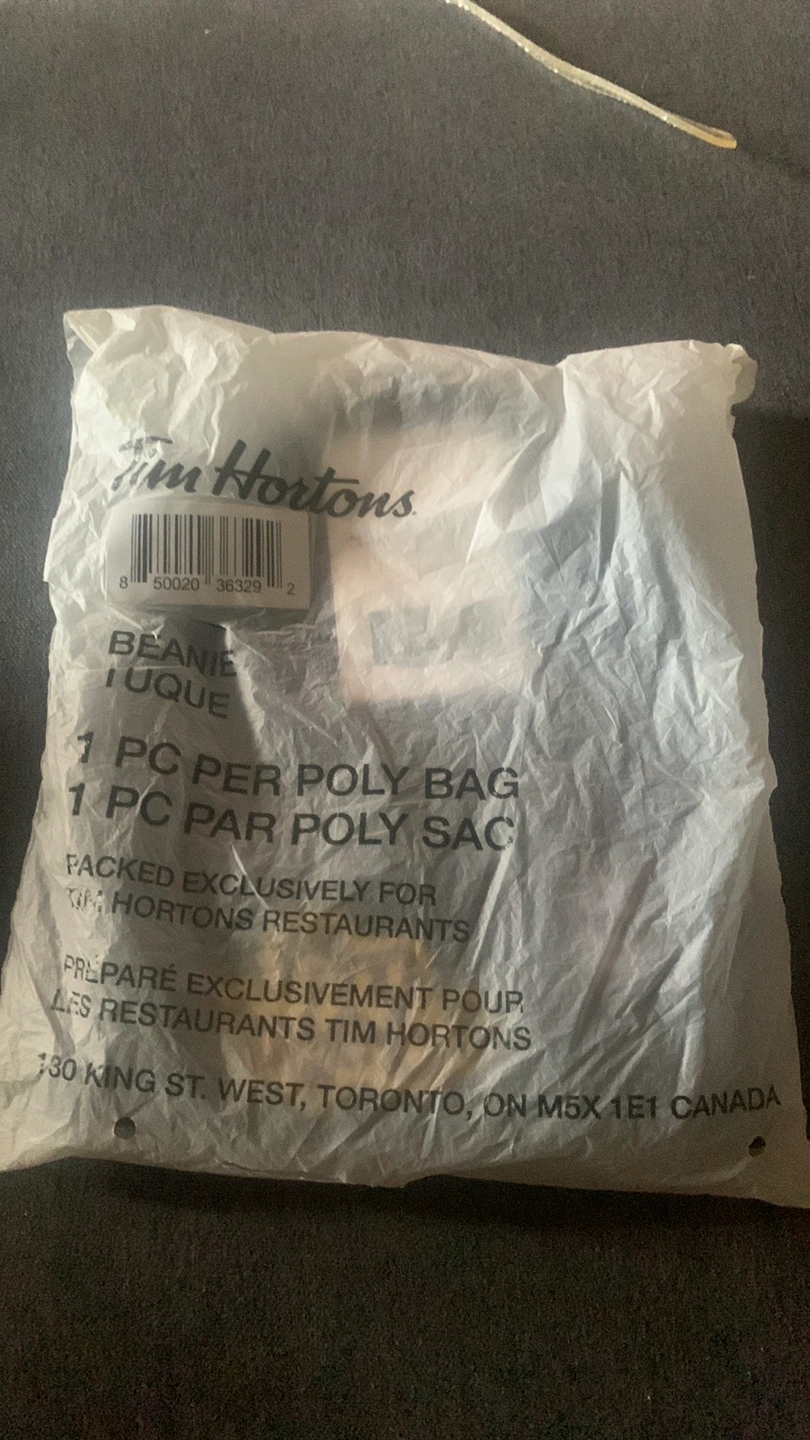 Tim Hortons
8 50020 36329 2
BEANIE
TUQUE
1 PC PER POLY BAG
1 PC PAR POLY SAC
PACKED EXCLUSIVELY FOR
TIM HORTONS RESTAURANTS
PRÉPARÉ EXCLUSIVEMENT POUR
LES RESTAURANTS TIM HORTONS
130 KING ST. WEST, TORONTO, ON M5X 1E1 CANADA